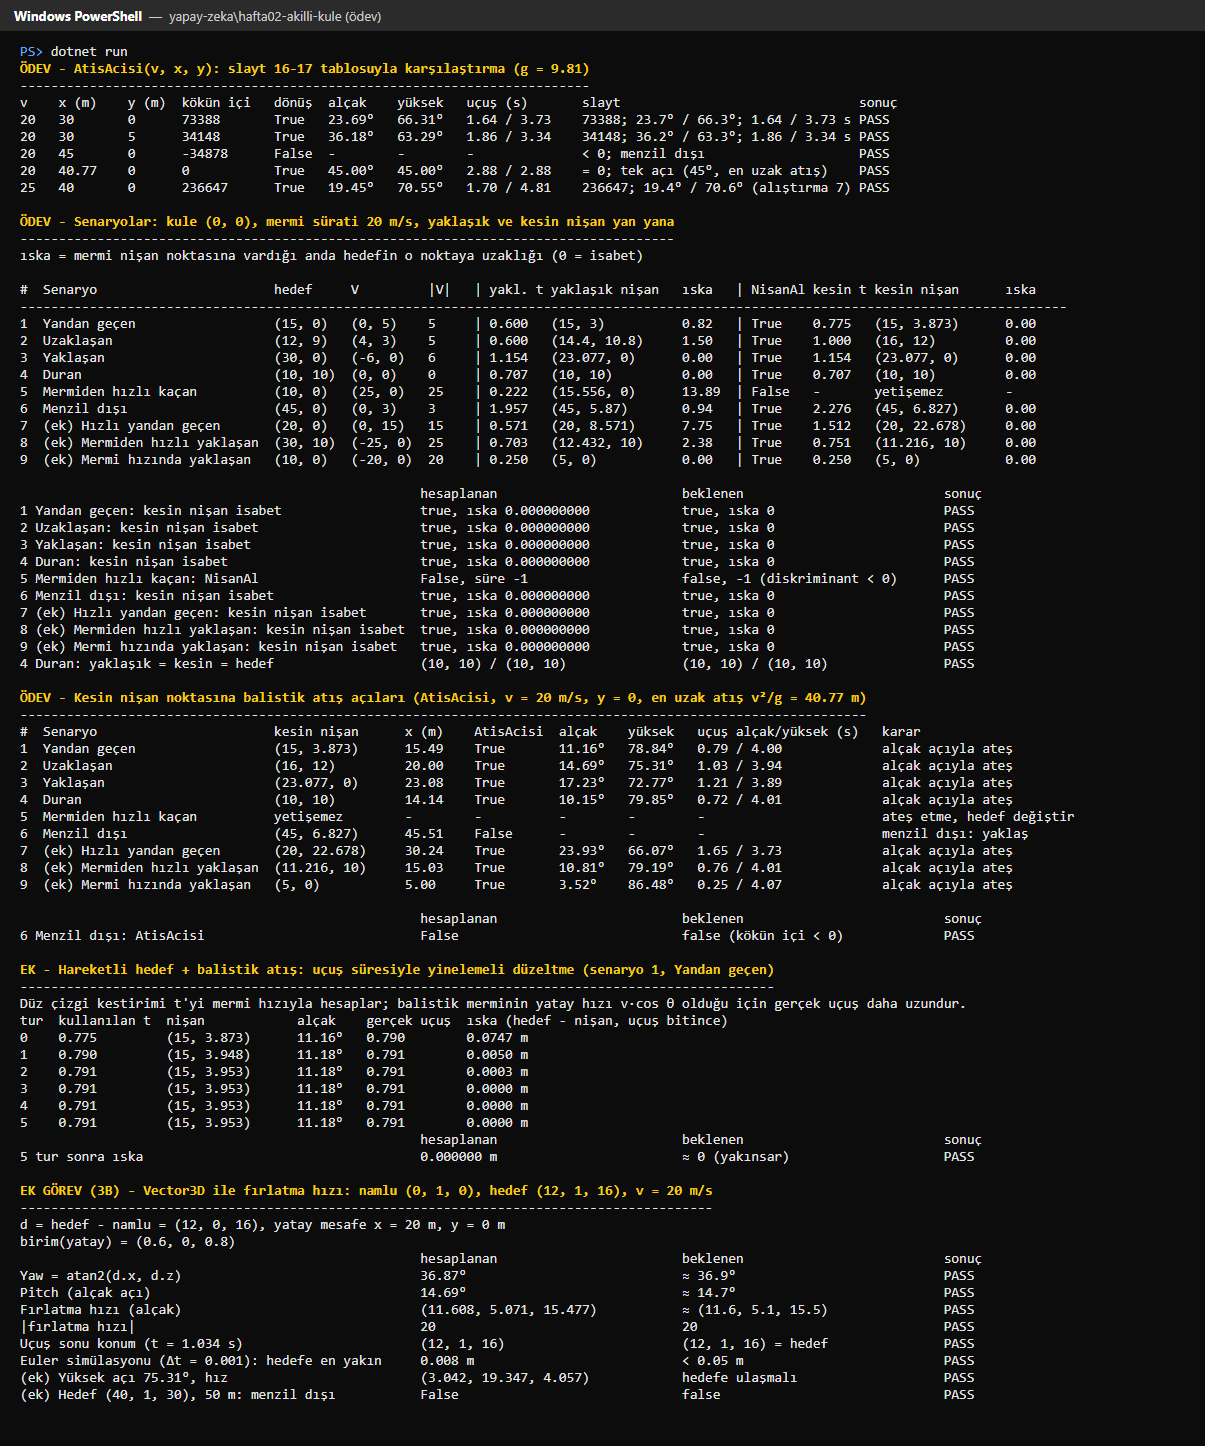 Windows PowerShell — yapay-zeka\hafta02-akilli-kule (ödev)
PS> dotnet run
ÖDEV - AtisAcisi(v, x, y): slayt 16-17 tablosuyla karşılaştırma (g = 9.81)
--------------------------------------------------------------------------
v x (m) y (m) kökün içi dönüş alçak yüksek uçuş (s) slayt sonuç
20 30 0 73388 True 23.69° 66.31° 1.64 / 3.73 73388; 23.7° / 66.3°; 1.64 / 3.73 s PASS
20 30 5 34148 True 36.18° 63.29° 1.86 / 3.34 34148; 36.2° / 63.3°; 1.86 / 3.34 s PASS
20 45 0 -34878 False - - - < 0; menzil dışı PASS
20 40.77 0 0 True 45.00° 45.00° 2.88 / 2.88 = 0; tek açı (45°, en uzak atış) PASS
25 40 0 236647 True 19.45° 70.55° 1.70 / 4.81 236647; 19.4° / 70.6° (alıştırma 7) PASS
ÖDEV - Senaryolar: kule (0, 0), mermi sürati 20 m/s, yaklaşık ve kesin nişan yan yana
-------------------------------------------------------------------------------------
ıska = mermi nişan noktasına vardığı anda hedefin o noktaya uzaklığı (0 = isabet)
# Senaryo hedef V |V| | yakl. t yaklaşık nişan ıska | NisanAl kesin t kesin nişan ıska
----------------------------------------------------------------------------------------------------------------------------------------
1 Yandan geçen (15, 0) (0, 5) 5 | 0.600 (15, 3) 0.82 | True 0.775 (15, 3.873) 0.00
2 Uzaklaşan (12, 9) (4, 3) 5 | 0.600 (14.4, 10.8) 1.50 | True 1.000 (16, 12) 0.00
3 Yaklaşan (30, 0) (-6, 0) 6 | 1.154 (23.077, 0) 0.00 | True 1.154 (23.077, 0) 0.00
4 Duran (10, 10) (0, 0) 0 | 0.707 (10, 10) 0.00 | True 0.707 (10, 10) 0.00
5 Mermiden hızlı kaçan (10, 0) (25, 0) 25 | 0.222 (15.556, 0) 13.89 | False - yetişemez -
6 Menzil dışı (45, 0) (0, 3) 3 | 1.957 (45, 5.87) 0.94 | True 2.276 (45, 6.827) 0.00
7 (ek) Hızlı yandan geçen (20, 0) (0, 15) 15 | 0.571 (20, 8.571) 7.75 | True 1.512 (20, 22.678) 0.00
8 (ek) Mermiden hızlı yaklaşan (30, 10) (-25, 0) 25 | 0.703 (12.432, 10) 2.38 | True 0.751 (11.216, 10) 0.00
9 (ek) Mermi hızında yaklaşan (10, 0) (-20, 0) 20 | 0.250 (5, 0) 0.00 | True 0.250 (5, 0) 0.00
hesaplanan beklenen sonuç
1 Yandan geçen: kesin nişan isabet true, ıska 0.000000000 true, ıska 0 PASS
2 Uzaklaşan: kesin nişan isabet true, ıska 0.000000000 true, ıska 0 PASS
3 Yaklaşan: kesin nişan isabet true, ıska 0.000000000 true, ıska 0 PASS
4 Duran: kesin nişan isabet true, ıska 0.000000000 true, ıska 0 PASS
5 Mermiden hızlı kaçan: NisanAl False, süre -1 false, -1 (diskriminant < 0) PASS
6 Menzil dışı: kesin nişan isabet true, ıska 0.000000000 true, ıska 0 PASS
7 (ek) Hızlı yandan geçen: kesin nişan isabet true, ıska 0.000000000 true, ıska 0 PASS
8 (ek) Mermiden hızlı yaklaşan: kesin nişan isabet true, ıska 0.000000000 true, ıska 0 PASS
9 (ek) Mermi hızında yaklaşan: kesin nişan isabet true, ıska 0.000000000 true, ıska 0 PASS
4 Duran: yaklaşık = kesin = hedef (10, 10) / (10, 10) (10, 10) / (10, 10) PASS
ÖDEV - Kesin nişan noktasına balistik atış açıları (AtisAcisi, v = 20 m/s, y = 0, en uzak atış v²/g = 40.77 m)
--------------------------------------------------------------------------------------------------------------
# Senaryo kesin nişan x (m) AtisAcisi alçak yüksek uçuş alçak/yüksek (s) karar
1 Yandan geçen (15, 3.873) 15.49 True 11.16° 78.84° 0.79 / 4.00 alçak açıyla ateş
2 Uzaklaşan (16, 12) 20.00 True 14.69° 75.31° 1.03 / 3.94 alçak açıyla ateş
3 Yaklaşan (23.077, 0) 23.08 True 17.23° 72.77° 1.21 / 3.89 alçak açıyla ateş
4 Duran (10, 10) 14.14 True 10.15° 79.85° 0.72 / 4.01 alçak açıyla ateş
5 Mermiden hızlı kaçan yetişemez - - - - - ateş etme, hedef değiştir
6 Menzil dışı (45, 6.827) 45.51 False - - - menzil dışı: yaklaş
7 (ek) Hızlı yandan geçen (20, 22.678) 30.24 True 23.93° 66.07° 1.65 / 3.73 alçak açıyla ateş
8 (ek) Mermiden hızlı yaklaşan (11.216, 10) 15.03 True 10.81° 79.19° 0.76 / 4.01 alçak açıyla ateş
9 (ek) Mermi hızında yaklaşan (5, 0) 5.00 True 3.52° 86.48° 0.25 / 4.07 alçak açıyla ateş
hesaplanan beklenen sonuç
6 Menzil dışı: AtisAcisi False false (kökün içi < 0) PASS
EK - Hareketli hedef + balistik atış: uçuş süresiyle yinelemeli düzeltme (senaryo 1, Yandan geçen)
--------------------------------------------------------------------------------------------------
Düz çizgi kestirimi t'yi mermi hızıyla hesaplar; balistik merminin yatay hızı v·cos θ olduğu için gerçek uçuş daha uzundur.
tur kullanılan t nişan alçak gerçek uçuş ıska (hedef - nişan, uçuş bitince)
0 0.775 (15, 3.873) 11.16° 0.790 0.0747 m
1 0.790 (15, 3.948) 11.18° 0.791 0.0050 m
2 0.791 (15, 3.953) 11.18° 0.791 0.0003 m
3 0.791 (15, 3.953) 11.18° 0.791 0.0000 m
4 0.791 (15, 3.953) 11.18° 0.791 0.0000 m
5 0.791 (15, 3.953) 11.18° 0.791 0.0000 m
hesaplanan beklenen sonuç
5 tur sonra ıska 0.000000 m ≈ 0 (yakınsar) PASS
EK GÖREV (3B) - Vector3D ile fırlatma hızı: namlu (0, 1, 0), hedef (12, 1, 16), v = 20 m/s
------------------------------------------------------------------------------------------
d = hedef - namlu = (12, 0, 16), yatay mesafe x = 20 m, y = 0 m
birim(yatay) = (0.6, 0, 0.8)
hesaplanan beklenen sonuç
Yaw = atan2(d.x, d.z) 36.87° ≈ 36.9° PASS
Pitch (alçak açı) 14.69° ≈ 14.7° PASS
Fırlatma hızı (alçak) (11.608, 5.071, 15.477) ≈ (11.6, 5.1, 15.5) PASS
|fırlatma hızı| 20 20 PASS
Uçuş sonu konum (t = 1.034 s) (12, 1, 16) (12, 1, 16) = hedef PASS
Euler simülasyonu (Δt = 0.001): hedefe en yakın 0.008 m < 0.05 m PASS
(ek) Yüksek açı 75.31°, hız (3.042, 19.347, 4.057) hedefe ulaşmalı PASS
(ek) Hedef (40, 1, 30), 50 m: menzil dışı False false PASS